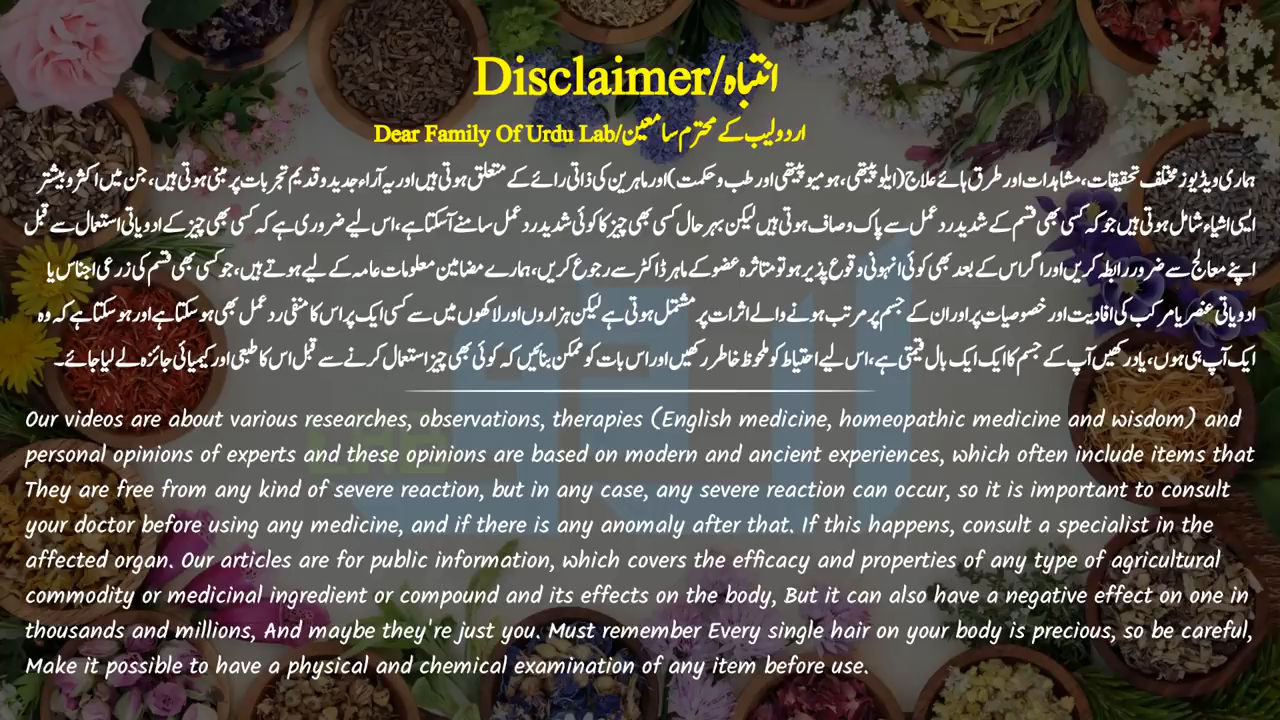 Disclaimer/انتباہ
Dear Family Of Urdu Lab/اردولیب کے محترم سامعین
ہماری ویڈیوز مختلف تحقیقات، مشاہدات اور طرق ہائے علاج (ایلوپیتھی، ہومیوپیتھی اور طب و حکمت) اور ماہرین کی ذاتی رائے کے متعلق ہوتی ہیں اور یہ آراء جدید و قدیم تجربات پر مبنی ہوتی ہیں، جن میں اکثر و بیشتر
ایسی اشیاء شامل ہوتی ہیں جو کہ کسی بھی قسم کے شدید رد عمل سے پاک و صاف ہوتی ہیں لیکن بہر حال کسی بھی چیز کا کوئی شدید رد عمل سامنے آ سکتا ہے، اس لیے ضروری ہے کہ کسی بھی چیز کے ادویاتی استعمال سے قبل
اپنے معالج سے ضرور رابطہ کریں اور اگر اس کے بعد بھی کوئی انہونی وقوع پذیر ہو تو متاثرہ عضو کے ماہر ڈاکٹر سے رجوع کریں، ہمارے مضامین معلومات عامہ کے لیے ہوتے ہیں، جو کسی بھی قسم کی زرعی اجناس یا
ادویاتی عنصر یا مرکب کی افادیت اور خصوصیات پر اور ان کے جسم پر مرتب ہونے والے اثرات پر مشتمل ہوتی ہے لیکن ہزاروں اور لاکھوں میں سے کسی ایک پر اس کا منفی رد عمل بھی ہو سکتا ہے اور ہو سکتا ہے کہ وہ
ایک آپ ہی ہوں، یاد رکھیں آپ کے جسم کا ایک ایک بال قیمتی ہے، اس لیے احتیاط کو ملحوظ خاطر رکھیں اور اس بات کو ممکن بنائیں کہ کوئی بھی چیز استعمال کرنے سے قبل اس کا طبعی اور کیمیائی جائزہ لے لیا جائے۔
Our videos are about various researches, observations, therapies (English medicine, homeopathic medicine and wisdom) and
personal opinions of experts and these opinions are based on modern and ancient experiences, which often include items that
They are free from any kind of severe reaction, but in any case, any severe reaction can occur, so it is important to consult
your doctor before using any medicine, and if there is any anomaly after that. If this happens, consult a specialist in the
affected organ. Our articles are for public information, which covers the efficacy and properties of any type of agricultural
commodity or medicinal ingredient or compound and its effects on the body, But it can also have a negative effect on one in
thousands and millions, And maybe they're just you. Must remember Every single hair on your body is precious, so be careful,
Make it possible to have a physical and chemical examination of any item before use.